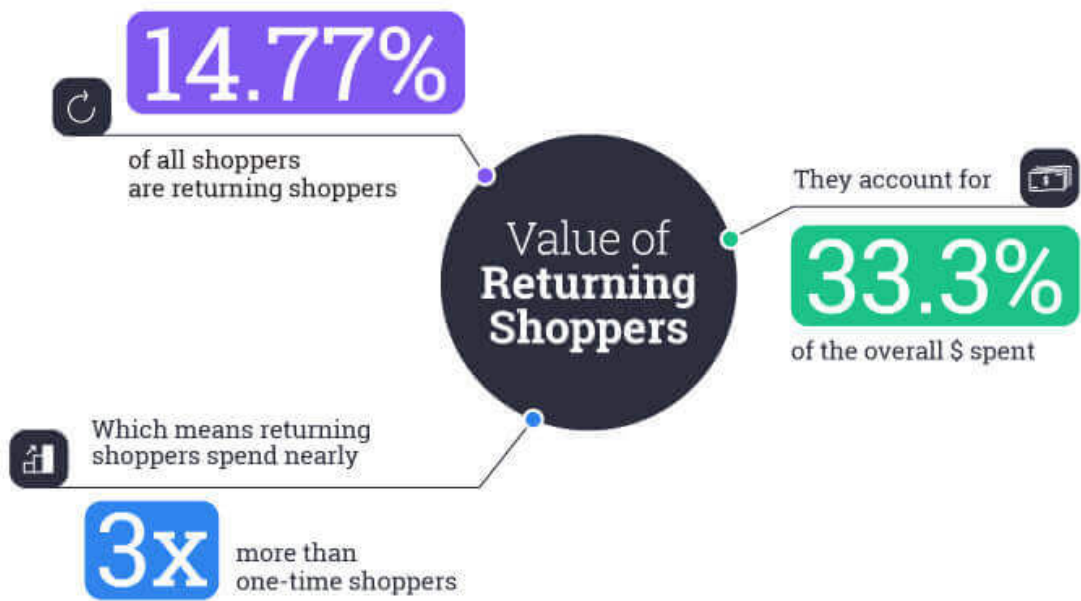 14.77%
of all shoppers
are returning shoppers
Value of
Returning
Shoppers
They account for
$
33.3%
of the overall $ spent
Which means returning
shoppers spend nearly
3x
more than
one-time shoppers